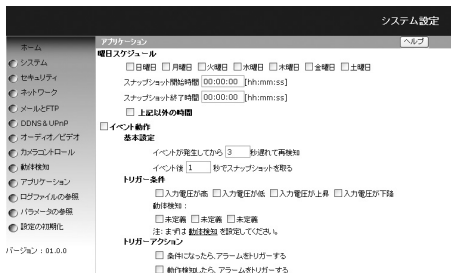 システム設定
ホーム
システム
セキュリティ
ネットワーク
メールとFTP
DDNS & UPnP
オーディオ/ビデオ
カメラコントロール
動体検知
アプリケーション
ログファイルの参照
パラメータの参照
設定の初期化
バージョン : 01.0.0
アプリケーション
ヘルプ
曜日スケジュール
日曜日 月曜日 火曜日 水曜日 木曜日 金曜日 土曜日
スナップショット開始時間 00:00:00 [hh:mm:ss]
スナップショット終了時間 00:00:00 [hh:mm:ss]
上記以外の時間
イベント動作
基本設定
イベントが発生してから 3 秒遅れて再検知
イベント後 1 秒でスナップショットを取る
トリガー条件
入力電圧が高 入力電圧が低 入力電圧が上昇 入力電圧が下降
動体検知 :
未定義 未定義 未定義
注: まずは 動体検知 を設定してください。
トリガーアクション
条件になったら、アラームをトリガーする
動作検知したら、アラームをトリガーする